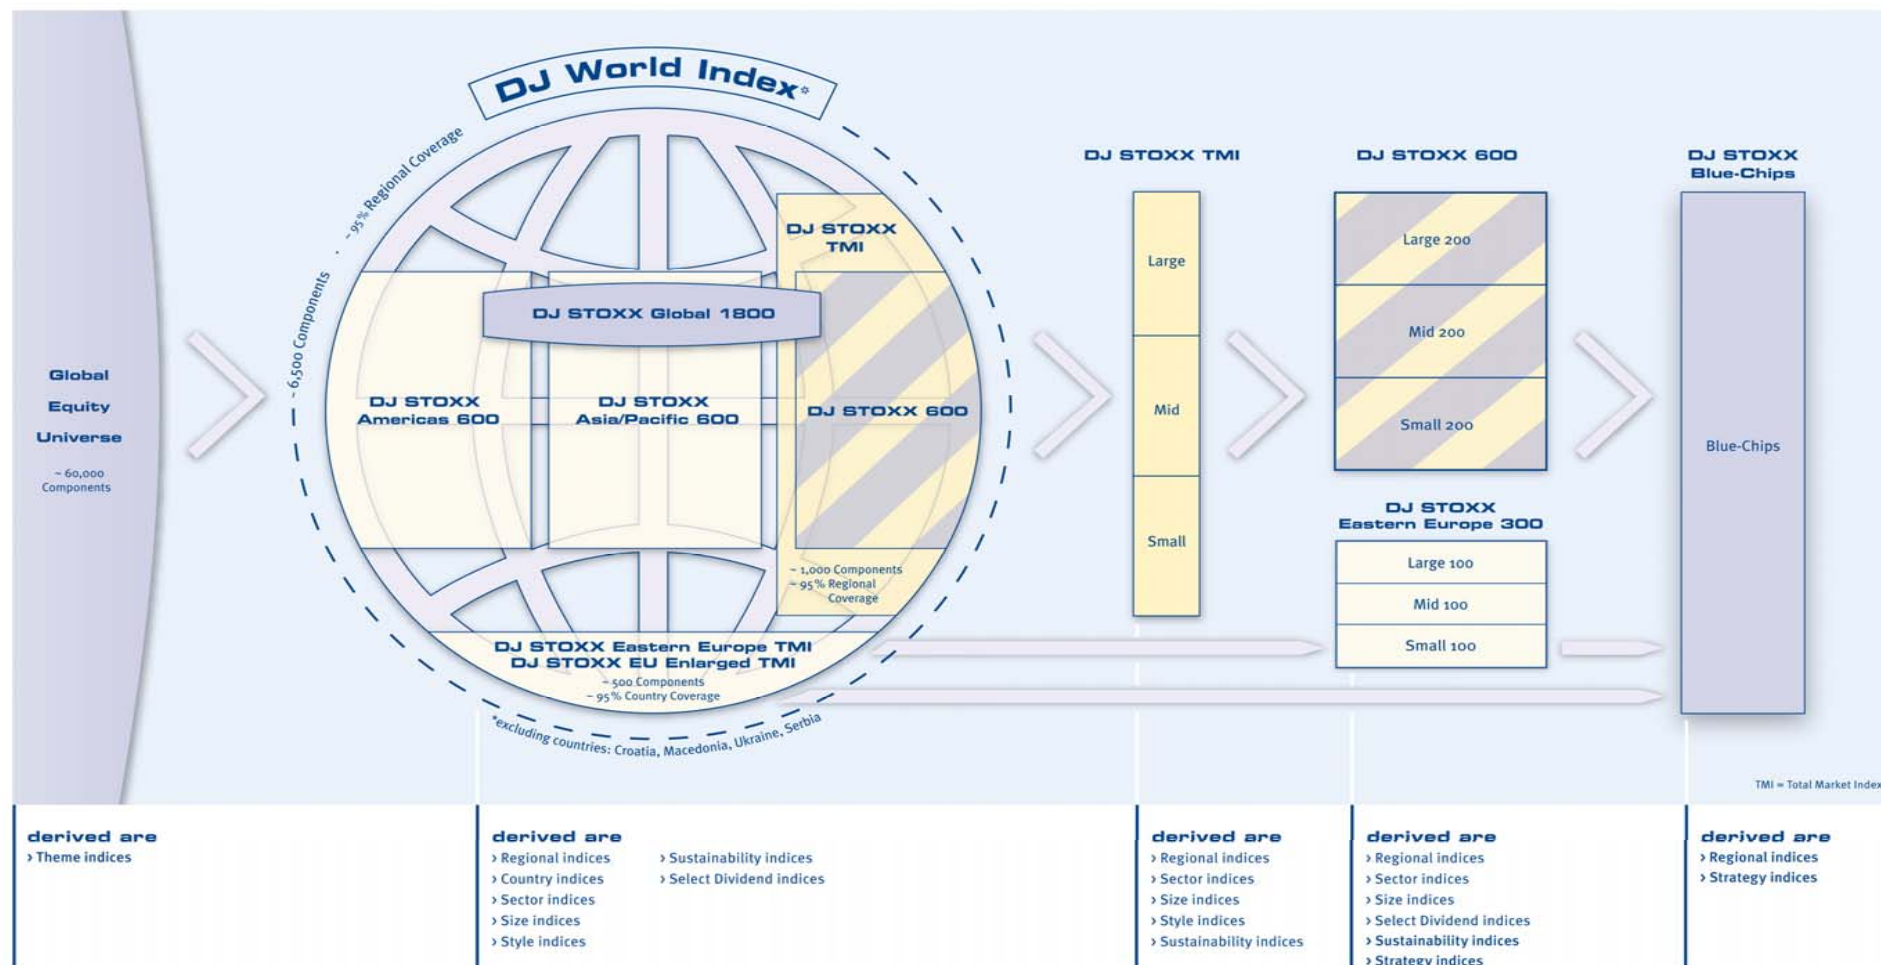 DJ World Index*
~ 6,500 Components · ~ 95% Regional Coverage
Global
Equity
Universe
~ 60,000
Components
DJ STOXX
TMI
DJ STOXX Global 1800
DJ STOXX
Americas 600
DJ STOXX
Asia/Pacific 600
DJ STOXX 600
~ 1,000 Components
~ 95% Regional
Coverage
DJ STOXX Eastern Europe TMI
DJ STOXX EU Enlarged TMI
~ 500 Components
~ 95% Country Coverage
*excluding countries: Croatia, Macedonia, Ukraine, Serbia
DJ STOXX TMI
Large
Mid
Small
DJ STOXX 600
Large 200
Mid 200
Small 200
DJ STOXX
Eastern Europe 300
Large 100
Mid 100
Small 100
DJ STOXX
Blue-Chips
Blue-Chips
TMI = Total Market Index
derived are
› Theme indices
derived are
› Regional indices
› Country indices
› Sector indices
› Size indices
› Style indices
› Sustainability indices
› Select Dividend indices
derived are
› Regional indices
› Sector indices
› Size indices
› Style indices
› Sustainability indices
derived are
› Regional indices
› Sector indices
› Size indices
› Select Dividend indices
› Sustainability indices
› Strategy indices
derived are
› Regional indices
› Strategy indices